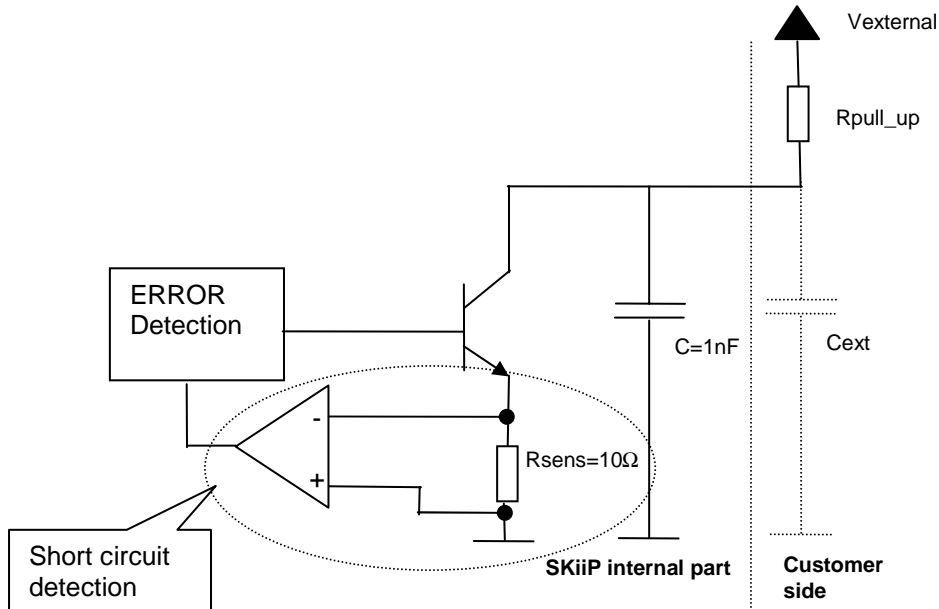 Vexternal
Rpull_up
ERROR
Detection
C=1nF
Cext
-
+
Rsens=10Ω
Short circuit
detection
SKiiP internal part
Customer
side